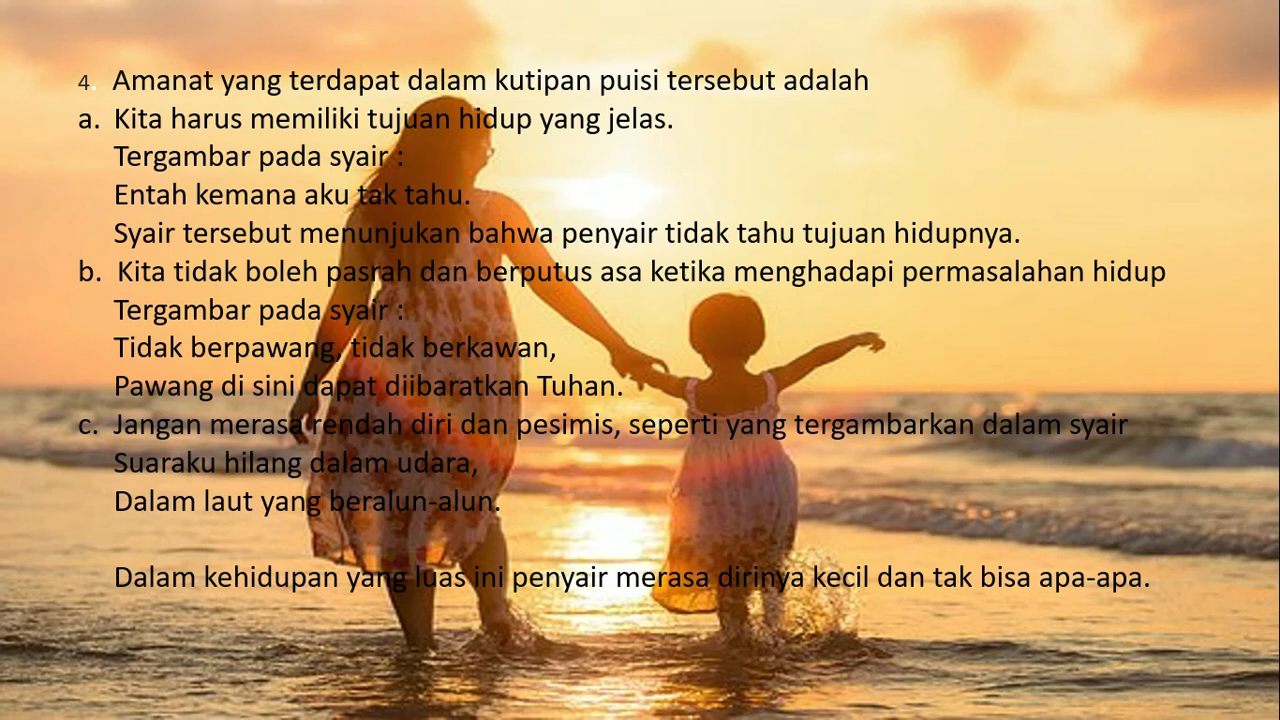 4. Amanat yang terdapat dalam kutipan puisi tersebut adalah
a. Kita harus memiliki tujuan hidup yang jelas.
Tergambar pada syair :
Entah kemana aku tak tahu.
Syair tersebut menunjukan bahwa penyair tidak tahu tujuan hidupnya.
b. Kita tidak boleh pasrah dan berputus asa ketika menghadapi permasalahan hidup
Tergambar pada syair :
Tidak berpawang, tidak berkawan,
Pawang di sini dapat diibaratkan Tuhan.
c. Jangan merasa rendah diri dan pesimis, seperti yang tergambarkan dalam syair
Suaraku hilang dalam udara,
Dalam laut yang beralun-alun.
Dalam kehidupan yang luas ini penyair merasa dirinya kecil dan tak bisa apa-apa.